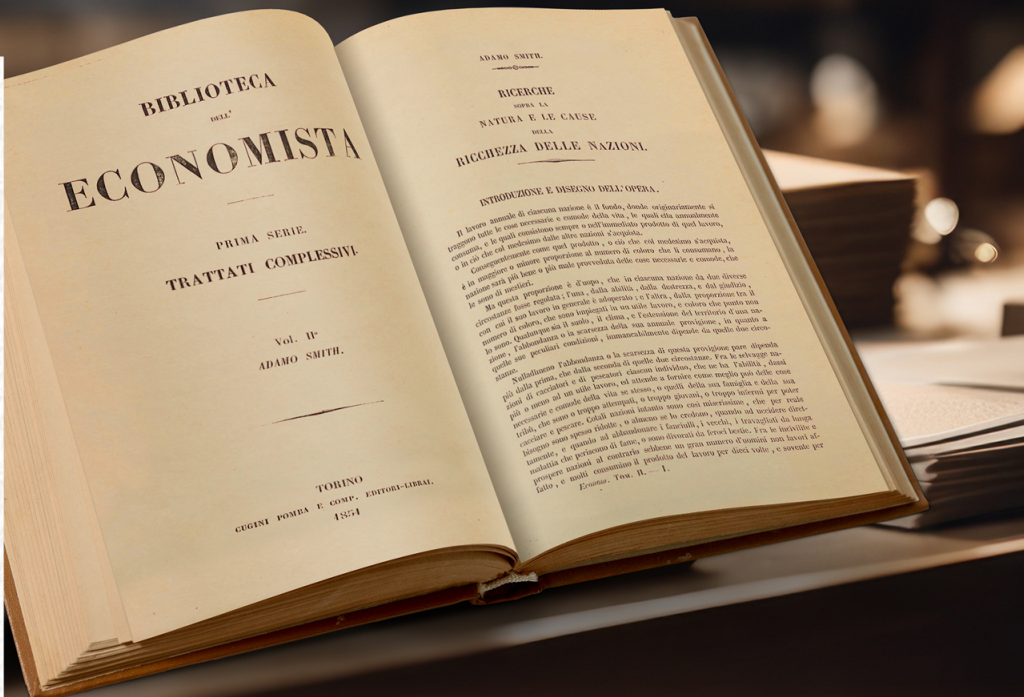 BIBLIOTECA
DELL'
ECONOMISTA
PRIMA SERIE.
TRATTATI COMPLESSIVI.
Vol. IIº
ADAMO SMITH.
TORINO
CUGINI POMBA E COMP. EDITORI-LIBRAI.
1851
ADAMO SMITH.
RICERCHE
SOPRA LA
NATURA E LE CAUSE
DELLA
RICCHEZZA DELLE NAZIONI.
INTRODUZIONE E DISEGNO DELL'OPERA.
Il lavoro annuale di ciascuna nazione è il fondo, donde originariamente si
traggono tutte le cose necessarie e comode della vita, le quali ella annualmente
consuma, e le quali consistono sempre o nell'immediato prodotto di quel lavoro,
o in ciò che col medesimo dalle altre nazioni s'acquista.
Conseguentemente come quel prodotto, o ciò che col medesimo s'acquista,
è in maggiore o minore proporzione al numero di coloro che li consumano, la
nazione sarà più bene o più male provveduta delle cose necessarie e comode, che
le sono di mestieri.
Ma questa proporzione è d'uopo, che in ciascuna nazione da due diverse
circostanze fosse regolata; l'una, dalla abilità, dalla destrezza, e dal giudizio,
con cui il suo lavoro in generale è adoperato; e l'altra, dalla proporzione tra il
numero di coloro, che sono impiegati in un utile lavoro, e coloro che punto non
lo sono. Qualunque sia il suolo, il clima, e l'estensione del territorio d'una na-
zione, l'abbondanza o la scarsezza della sua annuale provigione, in quanto a
quelle sue peculiari condizioni, immancabilmente dipende da quelle due circo-
stanze.
Nulladimeno l'abbondanza o la scarsezza di questa provigione pare dipenda
più dalla prima, che dalla seconda di quelle due circostanze. Fra le selvagge na-
zioni di cacciatori e di pescatori ciascun individuo, che ne ha l'abilità, dassi
più o meno ad un utile lavoro, ed attende a fornire come meglio può delle cose
necessarie e comode della vita se stesso, o quelli della sua famiglia e della sua
tribù, che sono o troppo attempati, o troppo giovani, o troppo infermi per poter
cacciare e pescare. Cotali nazioni intanto sono così miserissime, che per reale
bisogno sono spesso ridotte, o almeno se lo credono, quando ad uccidere diret-
tamente, e quando ad abbandonare i fanciulli, i vecchi, i travagliati da lunga
malattia che periscono di fame, o sono divorati da feroci bestie. Fra le incivilite e
prospere nazioni al contrario sebbene un gran numero d'uomini non lavori af-
fatto, e molti consumino il prodotto del lavoro per dieci volte, e sovente per
Econom. Tom. II. — 1.